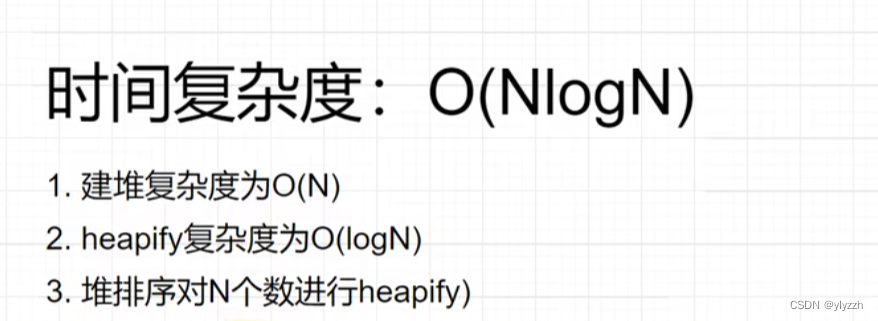 时间复杂度：O(NlogN)
1. 建堆复杂度为O(N)
2. heapify复杂度为O(logN)
3. 堆排序对N个数进行heapify)
CSDN @ylyzzh